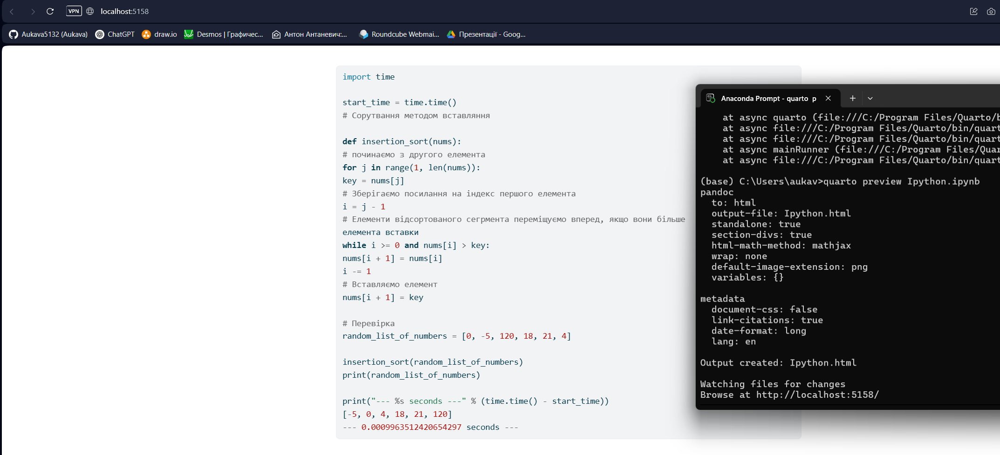 VPN localhost:5158
Aukava5132 (Aukava) ChatGPT draw.io Desmos | Графичес... Антон Антаневич:... Roundcube Webmai... Презентації - Goog...
import time
start_time = time.time()
# Сорутвання методом вставляння
def insertion_sort(nums):
# починаємо з другого елемента
for j in range(1, len(nums)):
key = nums[j]
# Зберігаємо посилання на індекс першого елемента
i = j - 1
# Елементи відсортованого сегрмента переміщуємо вперед, якщо вони більше
елемента вставки
while i >= 0 and nums[i] > key:
nums[i + 1] = nums[i]
i -= 1
# Вставляємо елемент
nums[i + 1] = key
# Перевірка
random_list_of_numbers = [0, -5, 120, 18, 21, 4]
insertion_sort(random_list_of_numbers)
print(random_list_of_numbers)
print("--- %s seconds ---" % (time.time() - start_time))
[-5, 0, 4, 18, 21, 120]
--- 0.0009963512420654297 seconds ---
Anaconda Prompt - quarto p
at async quarto (file:///C:/Program Files/Quarto/b
at async file:///C:/Program Files/Quarto/bin/quart
at async file:///C:/Program Files/Quarto/bin/quart
at async mainRunner (file:///C:/Program Files/Quar
at async file:///C:/Program Files/Quarto/bin/quart
(base) C:\Users\aukav>quarto preview Ipython.ipynb
pandoc
to: html
output-file: Ipython.html
standalone: true
section-divs: true
html-math-method: mathjax
wrap: none
default-image-extension: png
variables: {}
metadata
document-css: false
link-citations: true
date-format: long
lang: en
Output created: Ipython.html
Watching files for changes
Browse at http://localhost:5158/